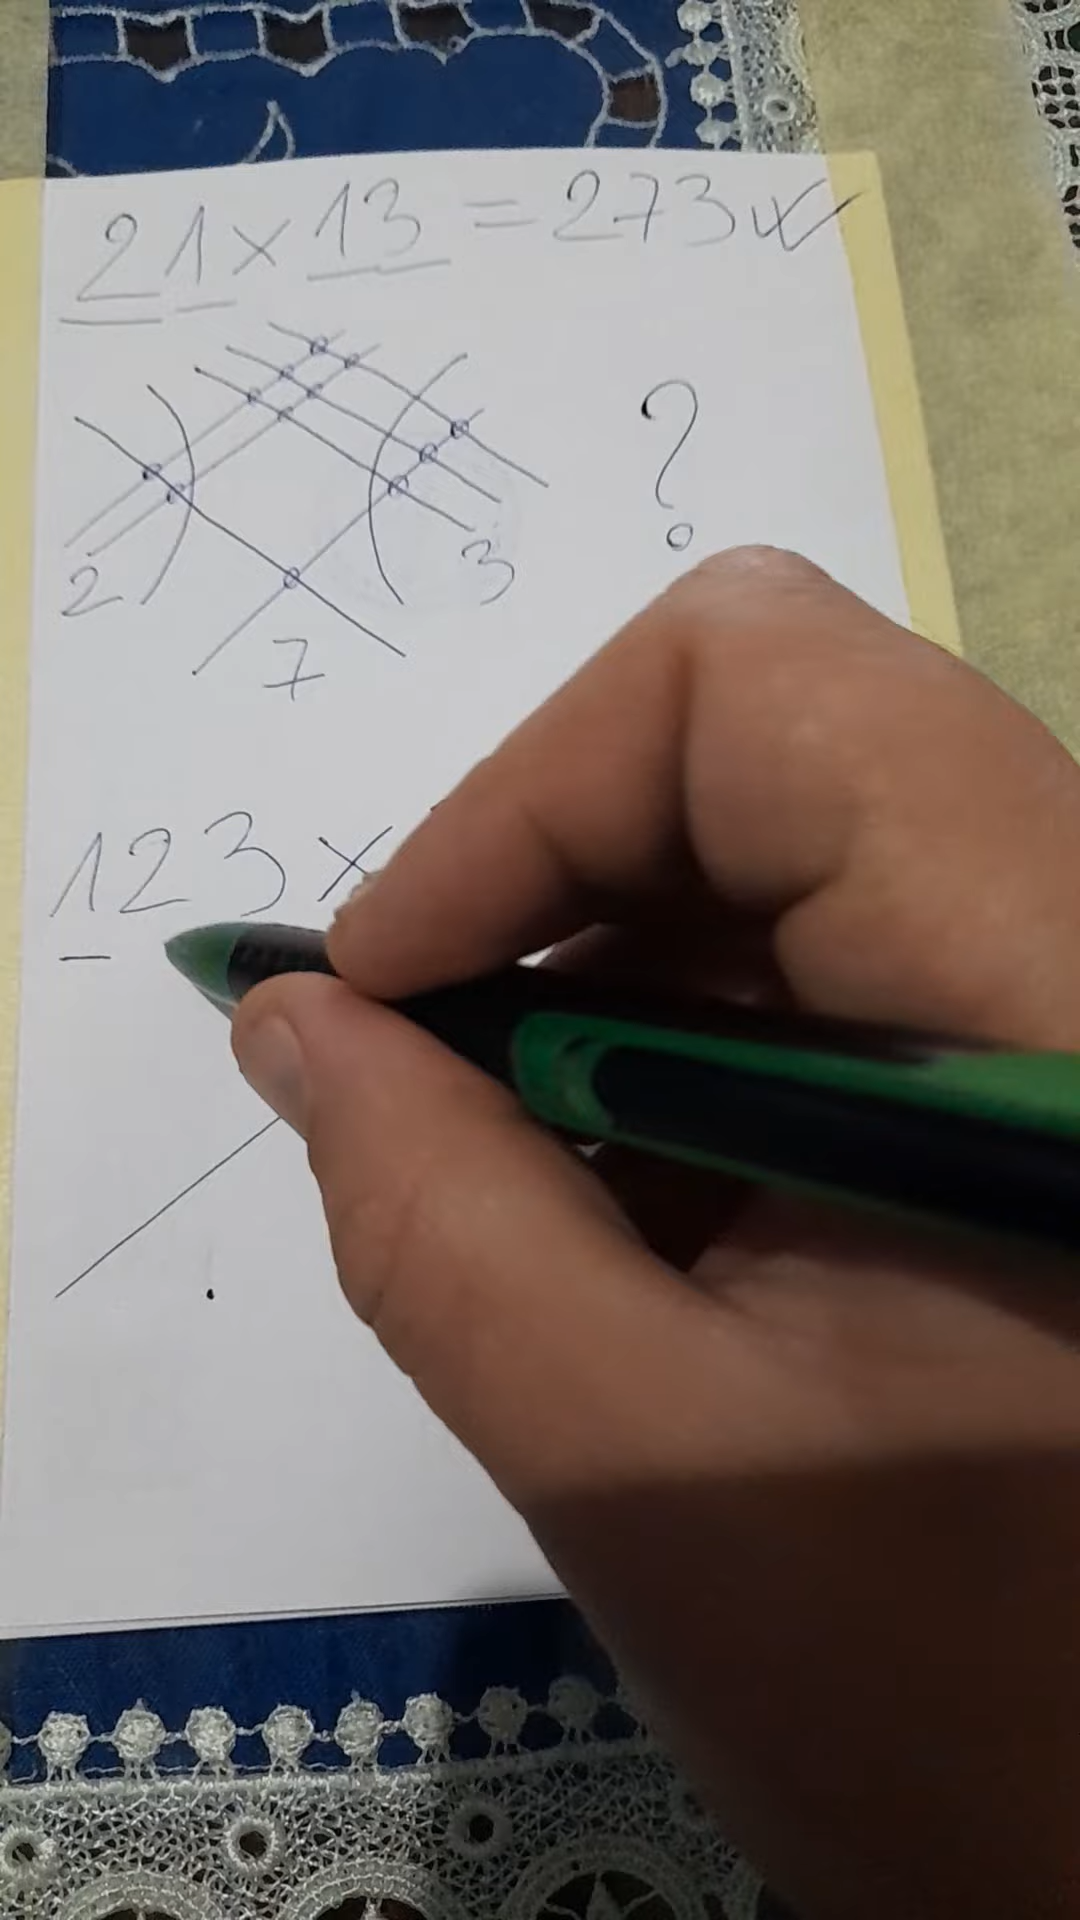 21 × 13 = 273
?
2 3
7
123 ×